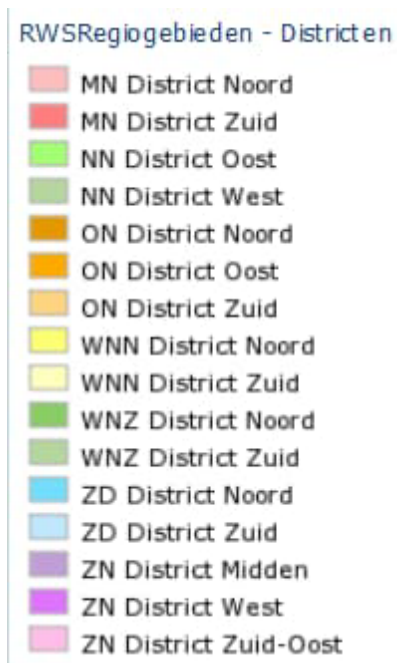 RWSRegiogebieden - Districten
MN District Noord
MN District Zuid
NN District Oost
NN District West
ON District Noord
ON District Oost
ON District Zuid
WNN District Noord
WNN District Zuid
WNZ District Noord
WNZ District Zuid
ZD District Noord
ZD District Zuid
ZN District Midden
ZN District West
ZN District Zuid-Oost